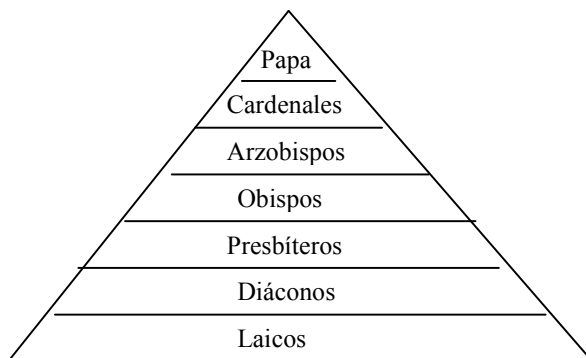 Papa
Cardenales
Arzobispos
Obispos
Presbíteros
Diáconos
Laicos